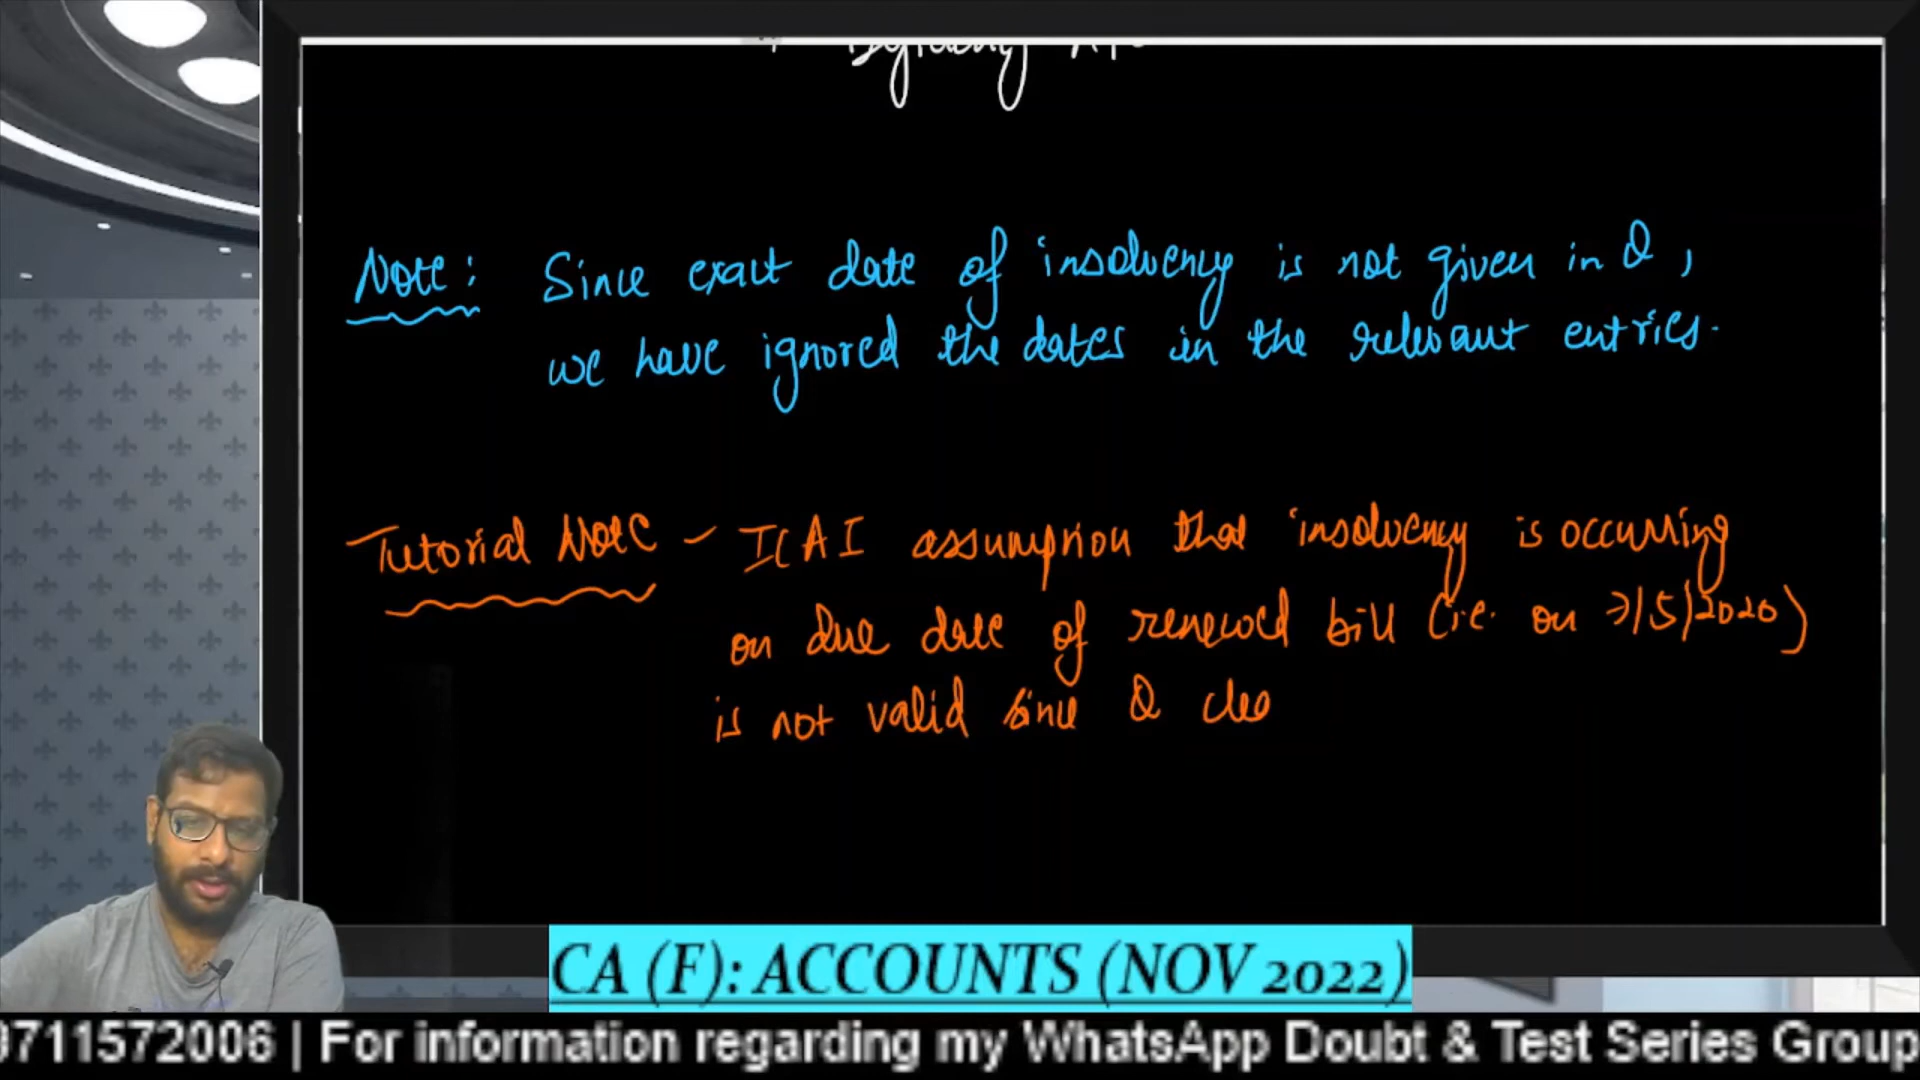 Note: Since exact date of insolvency is not given in Q,
we have ignored the dates in the relevant entries.
Tutorial Note - ICAI assumption that insolvency is occurring
on due date of renewed bill (i.e. on 7/5/2020)
is not valid since Q clea
CA (F): ACCOUNTS (NOV 2022)
9711572006 | For information regarding my WhatsApp Doubt & Test Series Group